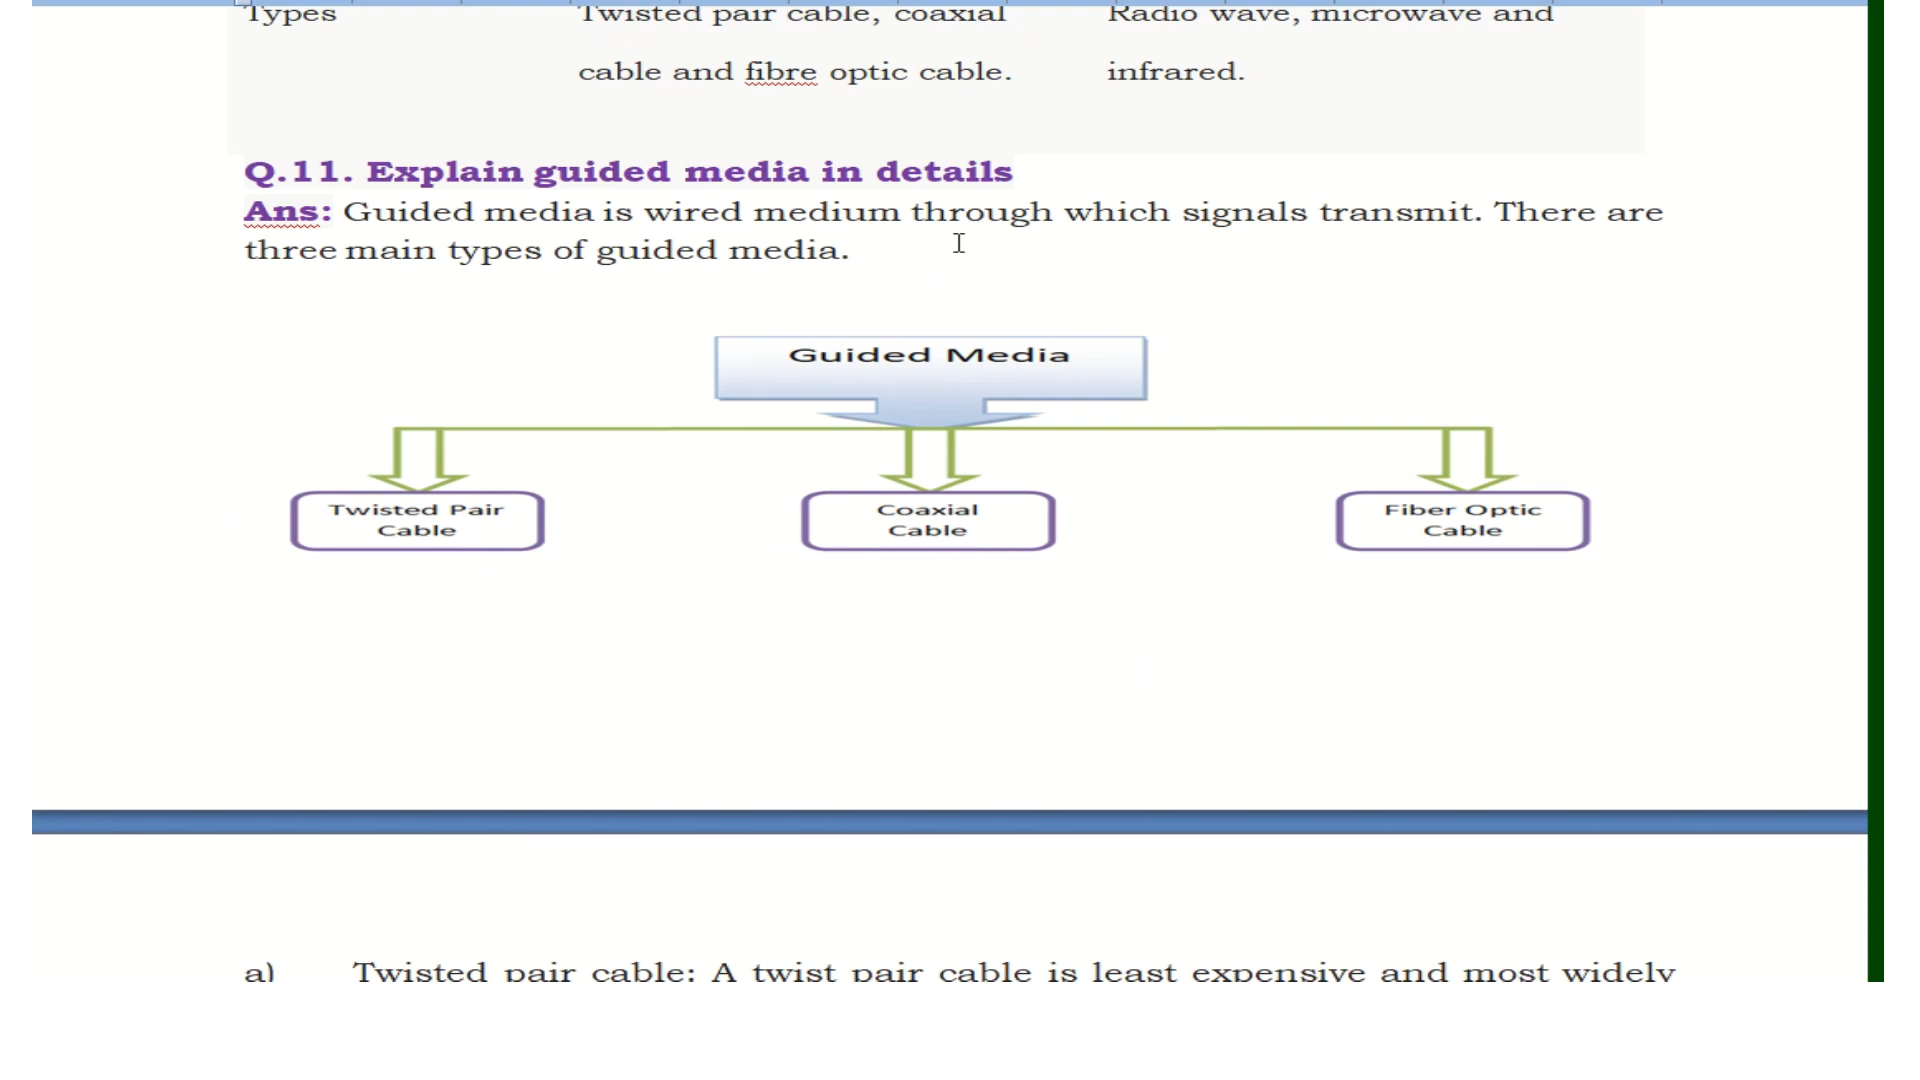 Types Twisted pair cable, coaxial Radio wave, microwave and
cable and fibre optic cable. infrared.
Q.11. Explain guided media in details
Ans: Guided media is wired medium through which signals transmit. There are
three main types of guided media.
Guided Media
Twisted Pair
Cable
Coaxial
Cable
Fiber Optic
Cable
a) Twisted pair cable: A twist pair cable is least expensive and most widely